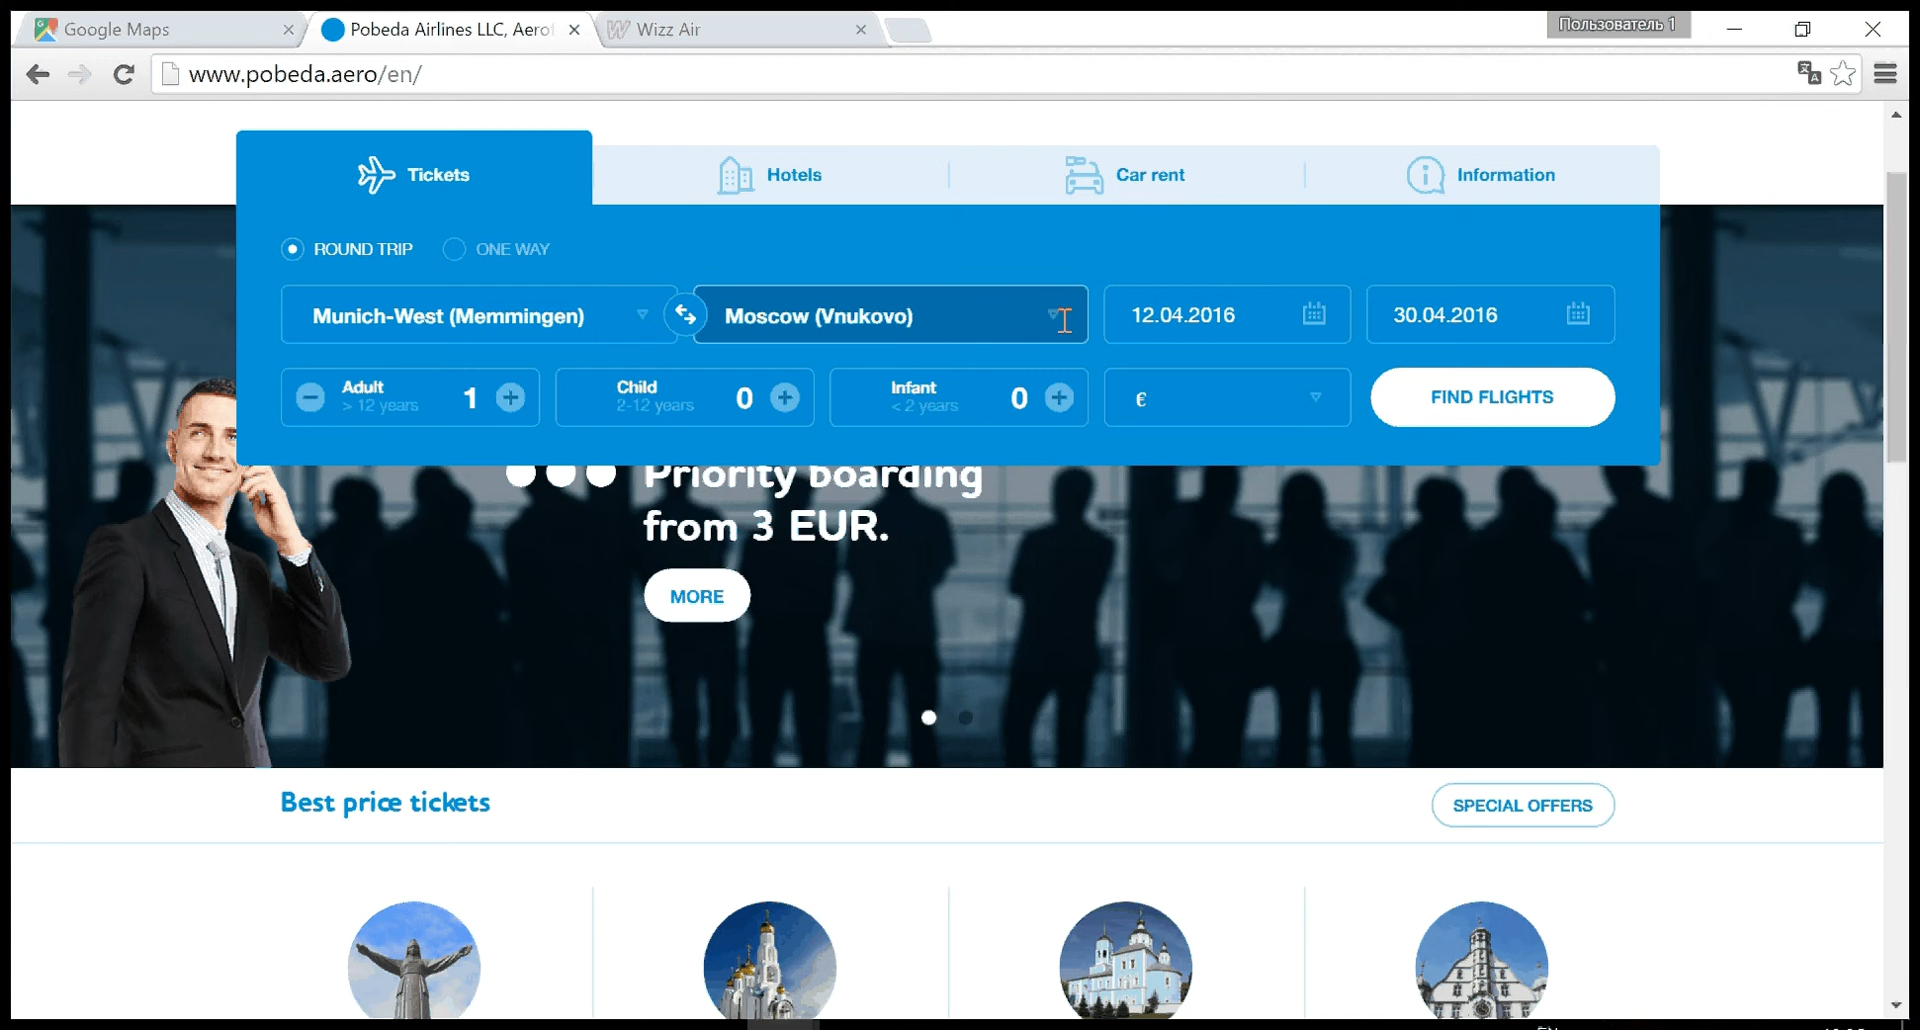 Google Maps
Pobeda Airlines LLC, Aerof
Wizz Air
Пользователь 1
www.pobeda.aero/en/
Tickets
Hotels
Car rent
Information
ROUND TRIP
ONE WAY
Munich-West (Memmingen)
Moscow (Vnukovo)
12.04.2016
30.04.2016
Adult
> 12 years
1
Child
2-12 years
0
Infant
< 2 years
0
€
FIND FLIGHTS
Priority boarding
from 3 EUR.
MORE
Best price tickets
SPECIAL OFFERS